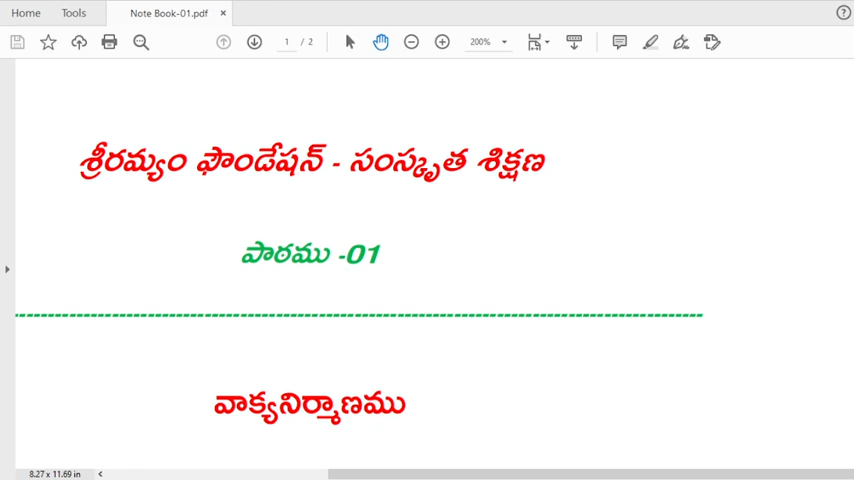 Home Tools Note Book-01.pdf ×
1 / 2 200%
శ్రీరమ్యం ఫౌండేషన్ - సంస్కృత శిక్షణ
పాఠము -01
వాక్యనిర్మాణము
8.27 x 11.69 in